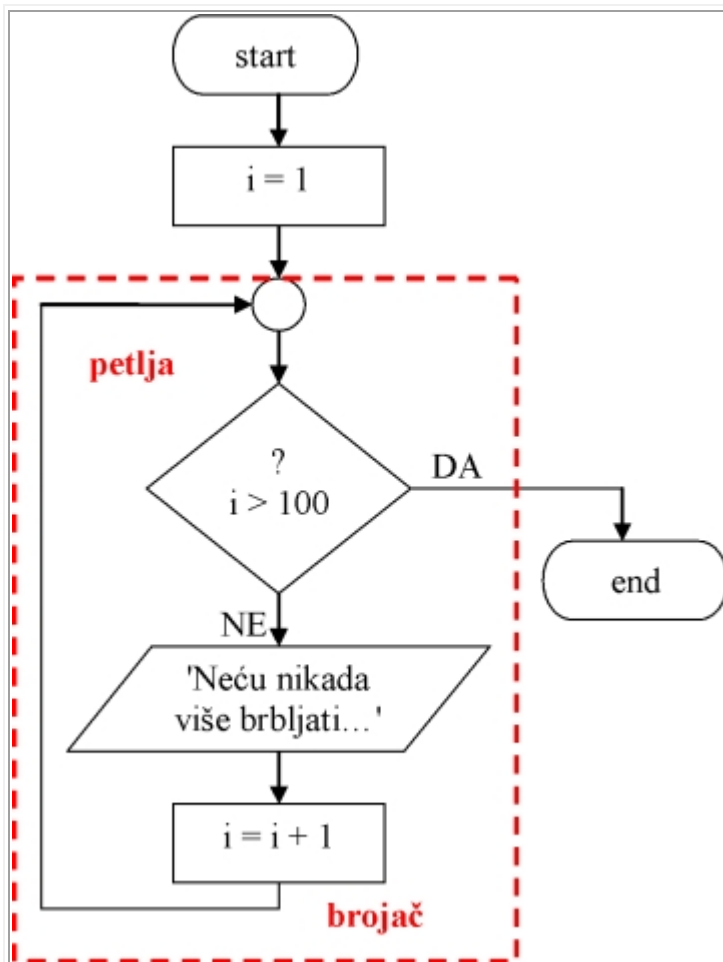 start
i = 1
petlja
?
i > 100
DA
end
NE
'Neću nikada
više brbljati…'
i = i + 1
brojač